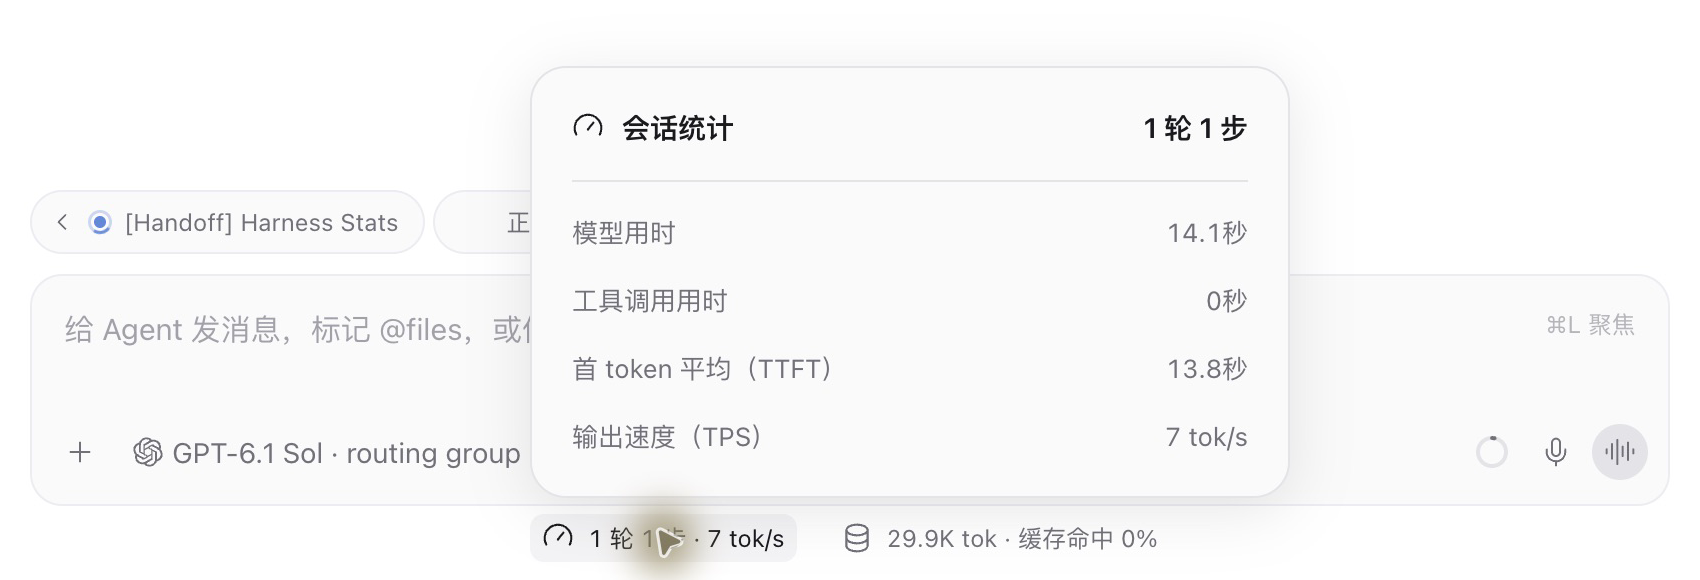 会话统计
1 轮 1 步
[Handoff] Harness Stats
正
模型用时
14.1秒
工具调用用时
0秒
给 Agent 发消息，标记 @files，或
⌘L 聚焦
首 token 平均（TTFT）
13.8秒
输出速度（TPS）
7 tok/s
GPT-6.1 Sol · routing group
1 轮 1 步 · 7 tok/s
29.9K tok · 缓存命中 0%